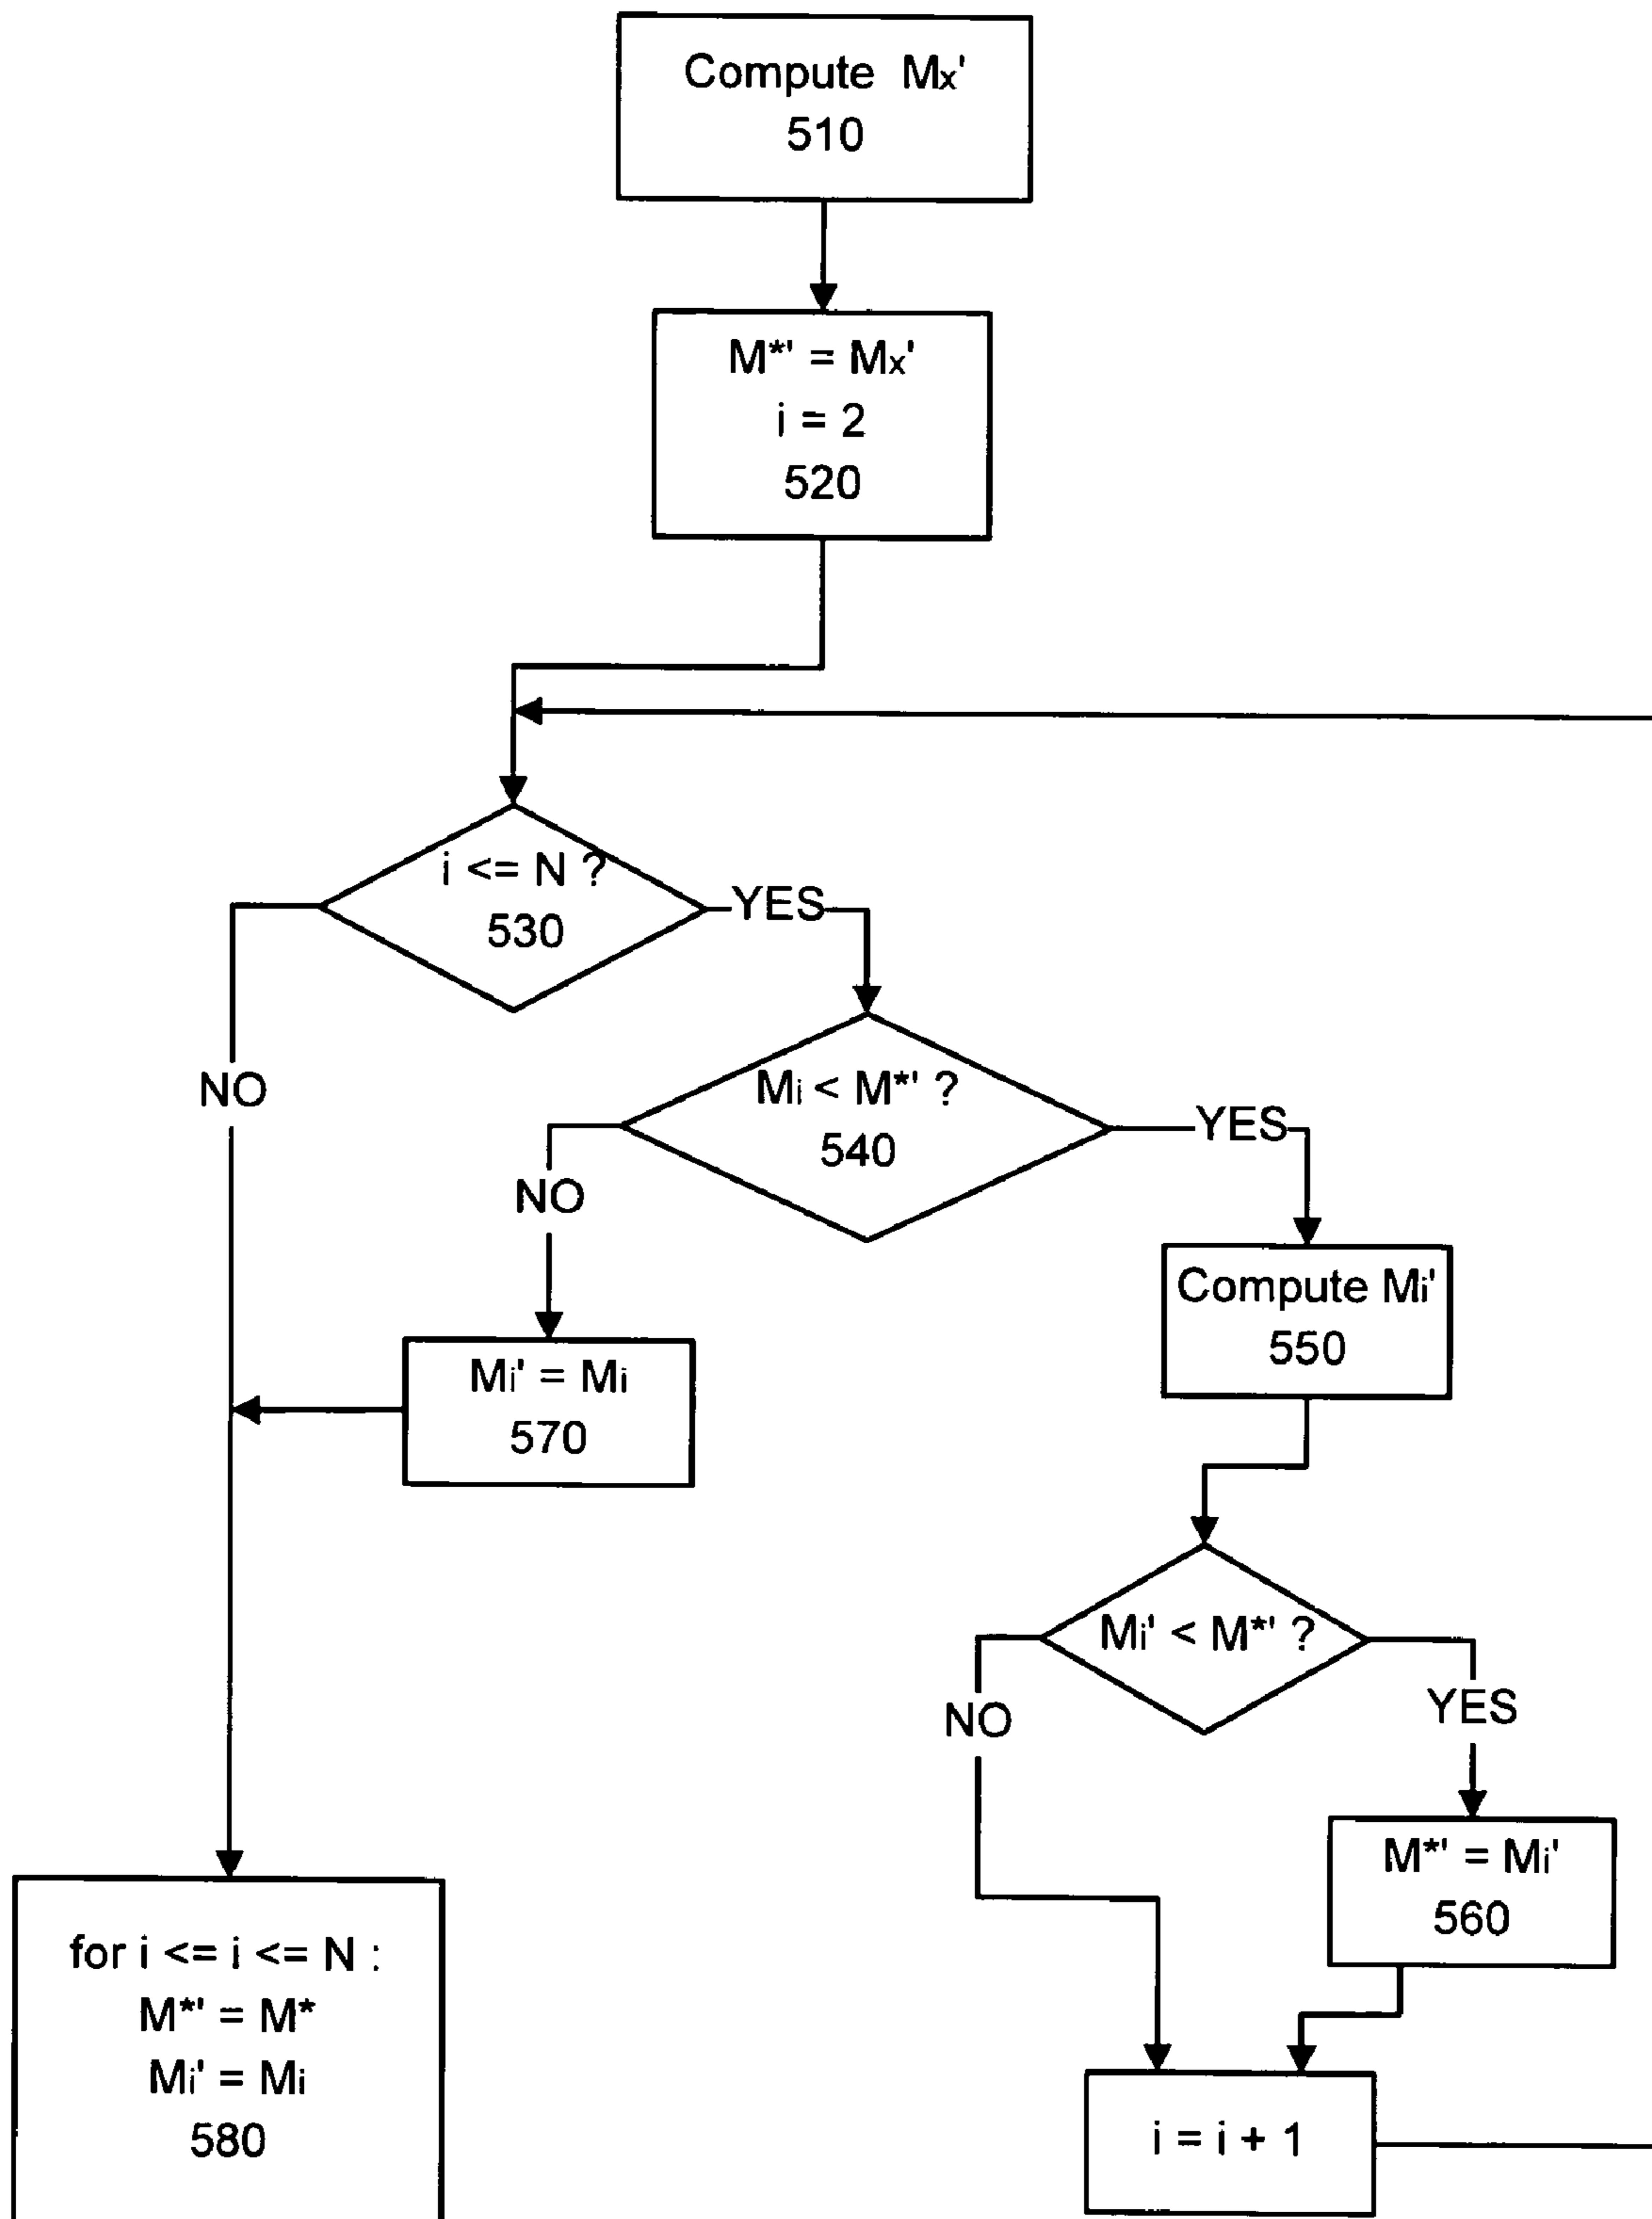 Compute Mx'
510
M*' = Mx'
i = 2
520
i <= N ?
530
YES
NO
Mi < M*' ?
540
YES
NO
Compute Mi'
550
Mi' = Mi
570
Mi' < M*' ?
NO
YES
M*' = Mi'
560
for i <= i <= N :
M*' = M*
Mi' = Mi
580
i = i + 1